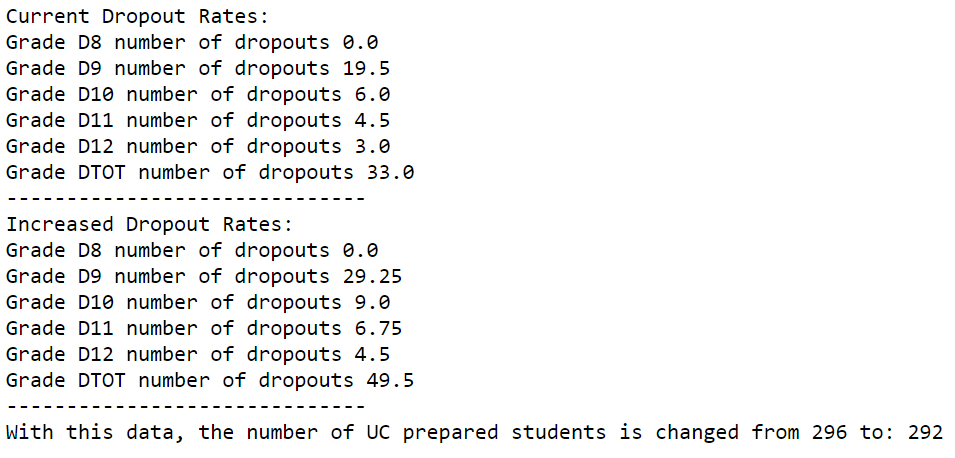 Current Dropout Rates:
Grade D8 number of dropouts 0.0
Grade D9 number of dropouts 19.5
Grade D10 number of dropouts 6.0
Grade D11 number of dropouts 4.5
Grade D12 number of dropouts 3.0
Grade DTOT number of dropouts 33.0
------------------------------
Increased Dropout Rates:
Grade D8 number of dropouts 0.0
Grade D9 number of dropouts 29.25
Grade D10 number of dropouts 9.0
Grade D11 number of dropouts 6.75
Grade D12 number of dropouts 4.5
Grade DTOT number of dropouts 49.5
------------------------------
With this data, the number of UC prepared students is changed from 296 to: 292